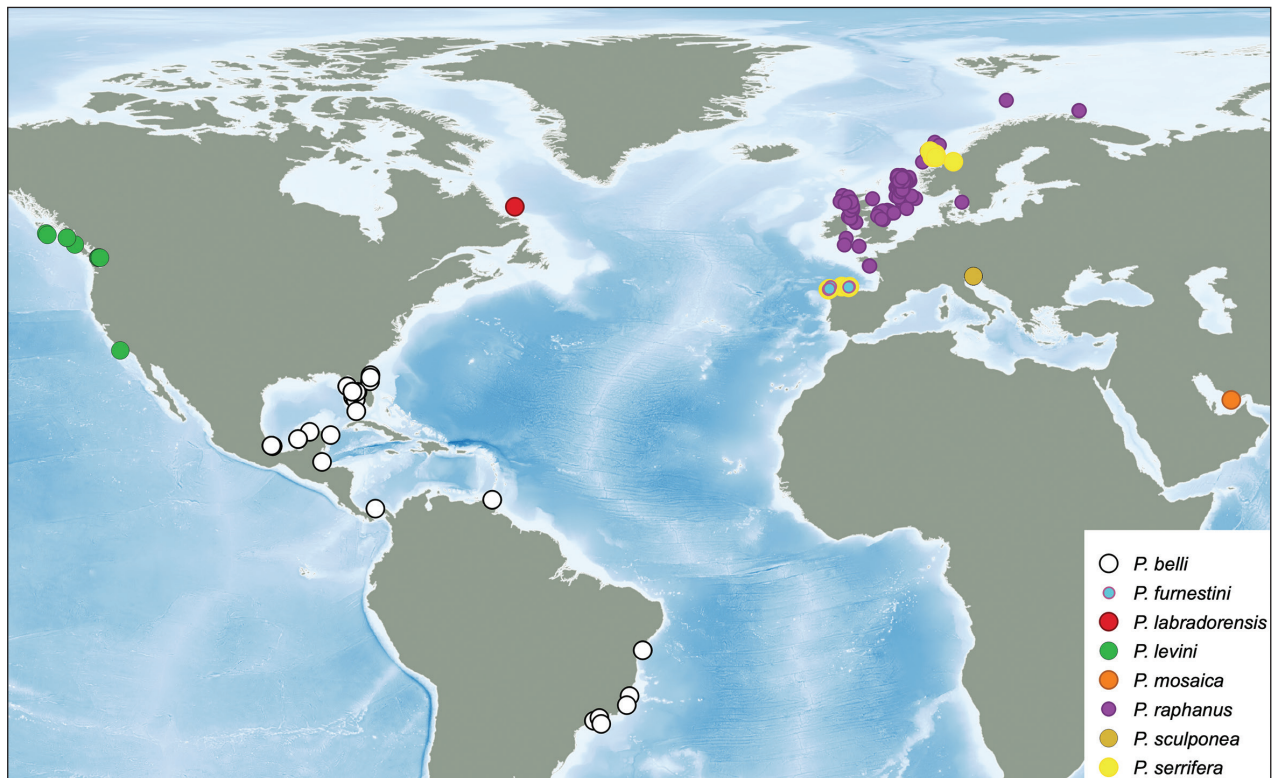 P. belli
P. furnestini
P. labradorensis
P. levini
P. mosaica
P. raphanus
P. sculponea
P. serrifera